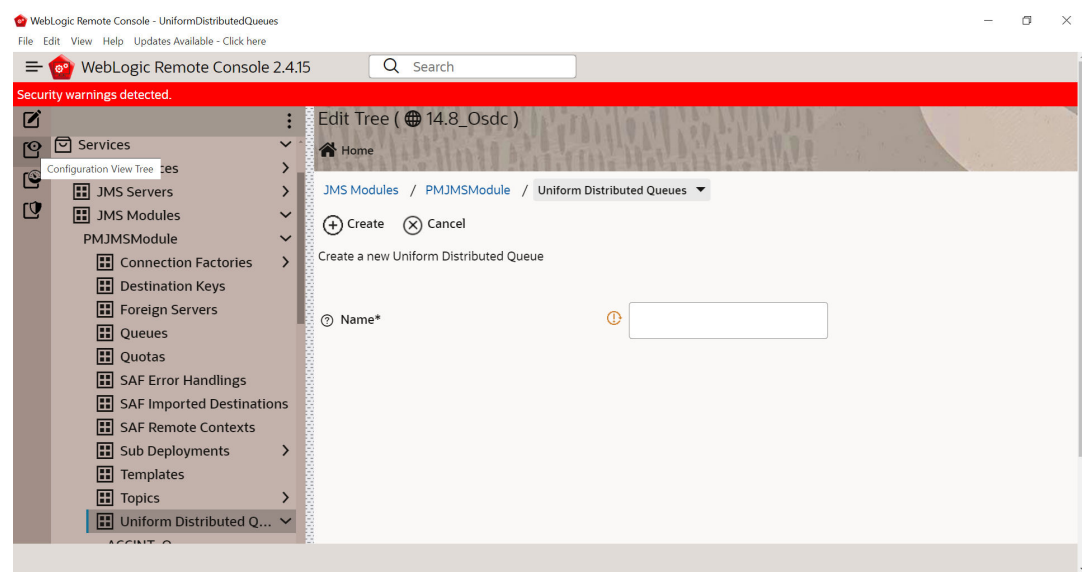 WebLogic Remote Console - UniformDistributedQueues
File Edit View Help Updates Available - Click here
WebLogic Remote Console 2.4.15
Search
Security warnings detected.
Services
Configuration View Tree
ces
JMS Servers
JMS Modules
PMJMSModule
Connection Factories
Destination Keys
Foreign Servers
Queues
Quotas
SAF Error Handlings
SAF Imported Destinations
SAF Remote Contexts
Sub Deployments
Templates
Topics
Uniform Distributed Q...
Edit Tree ( 14.8_Osdc )
Home
JMS Modules / PMJMSModule / Uniform Distributed Queues
Create Cancel
Create a new Uniform Distributed Queue
Name*